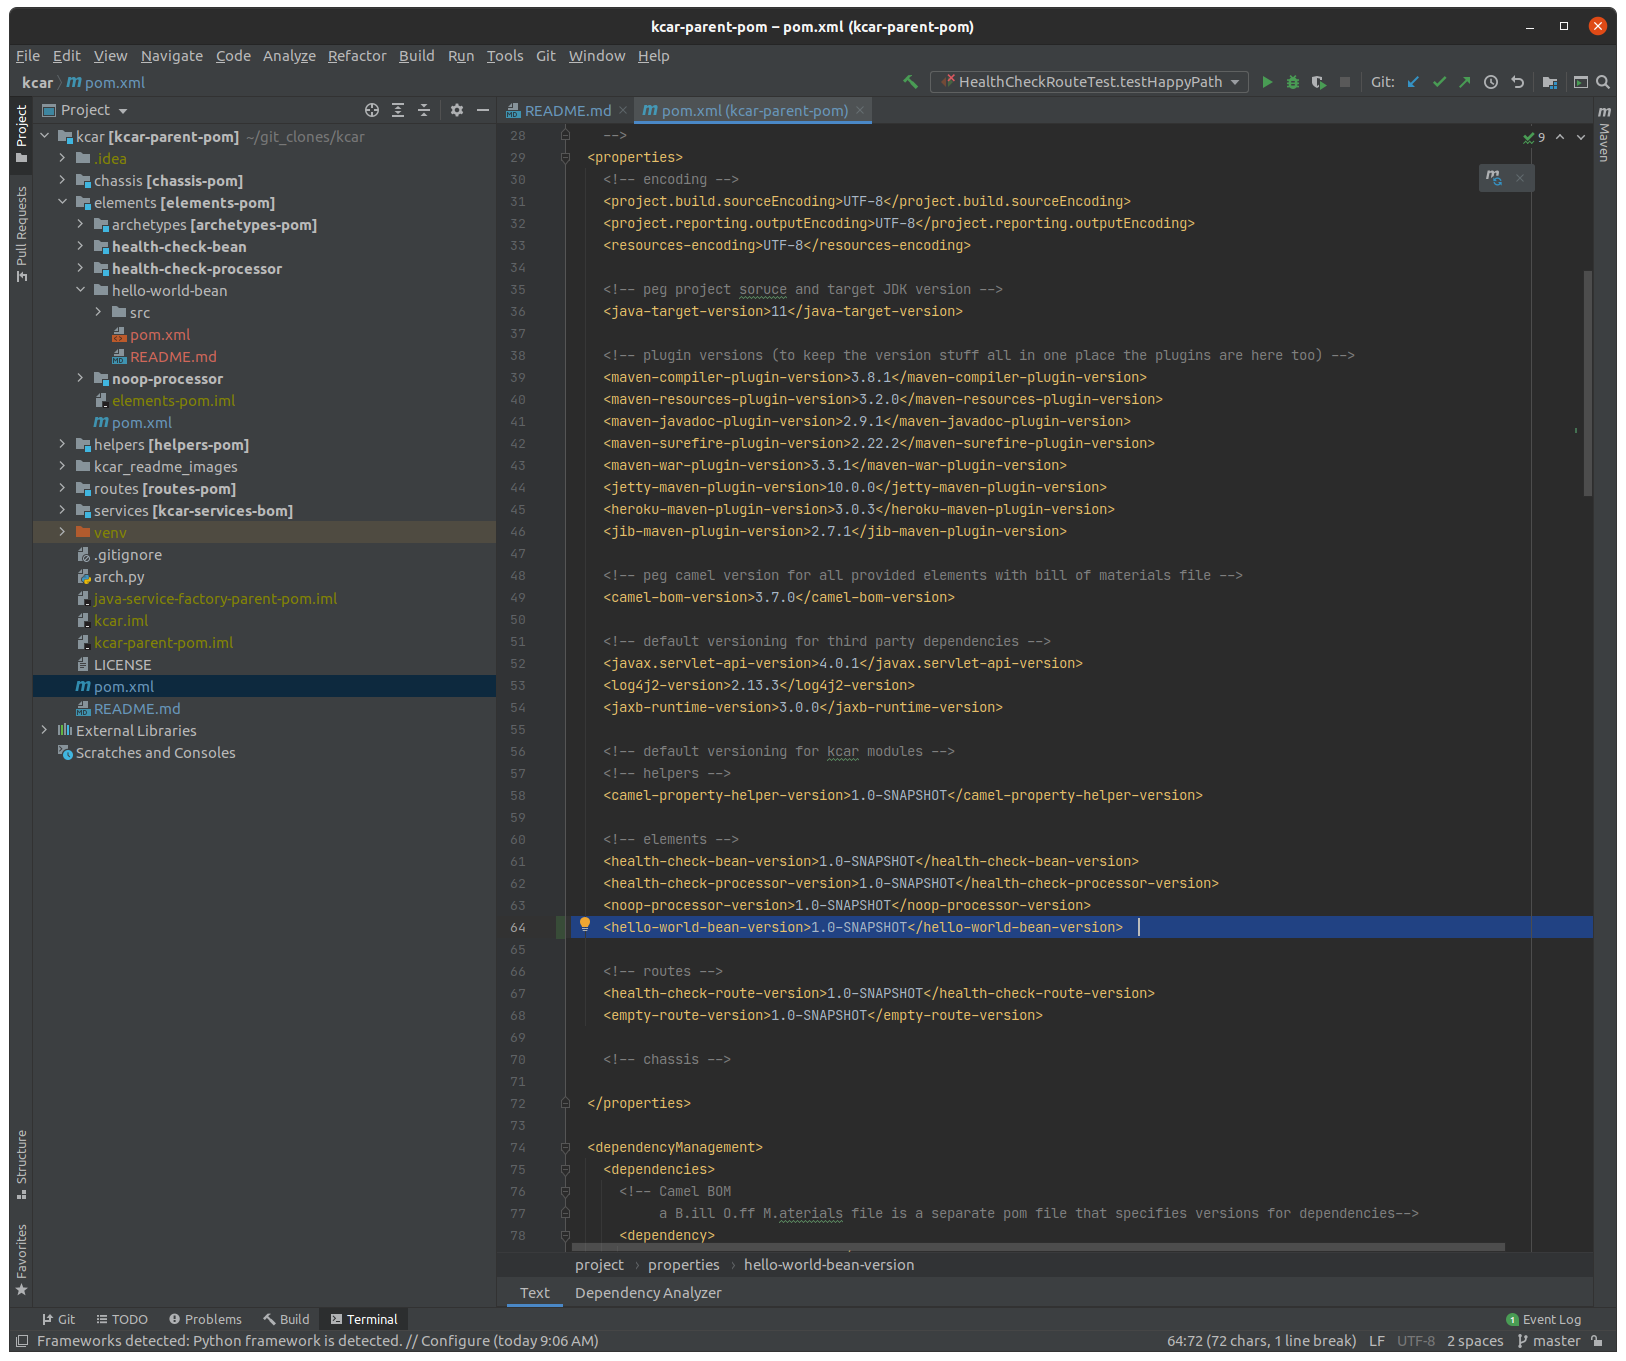 kcar-parent-pom – pom.xml (kcar-parent-pom)
File Edit View Navigate Code Analyze Refactor Build Run Tools Git Window Help
kcar pom.xml
HealthCheckRouteTest.testHappyPath
Git:
Project
README.md
pom.xml (kcar-parent-pom)
Project
Pull Requests
Structure
Favorites
Maven
kcar [kcar-parent-pom] ~/git_clones/kcar
.idea
chassis [chassis-pom]
elements [elements-pom]
archetypes [archetypes-pom]
health-check-bean
health-check-processor
hello-world-bean
src
pom.xml
README.md
noop-processor
elements-pom.iml
pom.xml
helpers [helpers-pom]
kcar_readme_images
routes [routes-pom]
services [kcar-services-bom]
venv
.gitignore
arch.py
java-service-factory-parent-pom.iml
kcar.iml
kcar-parent-pom.iml
LICENSE
pom.xml
README.md
External Libraries
Scratches and Consoles
9
28 -->
29 <properties>
30 <!-- encoding -->
31 <project.build.sourceEncoding>UTF-8</project.build.sourceEncoding>
32 <project.reporting.outputEncoding>UTF-8</project.reporting.outputEncoding>
33 <resources-encoding>UTF-8</resources-encoding>
34
35 <!-- peg project soruce and target JDK version -->
36 <java-target-version>11</java-target-version>
37
38 <!-- plugin versions (to keep the version stuff all in one place the plugins are here too) -->
39 <maven-compiler-plugin-version>3.8.1</maven-compiler-plugin-version>
40 <maven-resources-plugin-version>3.2.0</maven-resources-plugin-version>
41 <maven-javadoc-plugin-version>2.9.1</maven-javadoc-plugin-version>
42 <maven-surefire-plugin-version>2.22.2</maven-surefire-plugin-version>
43 <maven-war-plugin-version>3.3.1</maven-war-plugin-version>
44 <jetty-maven-plugin-version>10.0.0</jetty-maven-plugin-version>
45 <heroku-maven-plugin-version>3.0.3</heroku-maven-plugin-version>
46 <jib-maven-plugin-version>2.7.1</jib-maven-plugin-version>
47
48 <!-- peg camel version for all provided elements with bill of materials file -->
49 <camel-bom-version>3.7.0</camel-bom-version>
50
51 <!-- default versioning for third party dependencies -->
52 <javax.servlet-api-version>4.0.1</javax.servlet-api-version>
53 <log4j2-version>2.13.3</log4j2-version>
54 <jaxb-runtime-version>3.0.0</jaxb-runtime-version>
55
56 <!-- default versioning for kcar modules -->
57 <!-- helpers -->
58 <camel-property-helper-version>1.0-SNAPSHOT</camel-property-helper-version>
59
60 <!-- elements -->
61 <health-check-bean-version>1.0-SNAPSHOT</health-check-bean-version>
62 <health-check-processor-version>1.0-SNAPSHOT</health-check-processor-version>
63 <noop-processor-version>1.0-SNAPSHOT</noop-processor-version>
64 <hello-world-bean-version>1.0-SNAPSHOT</hello-world-bean-version>
65
66 <!-- routes -->
67 <health-check-route-version>1.0-SNAPSHOT</health-check-route-version>
68 <empty-route-version>1.0-SNAPSHOT</empty-route-version>
69
70 <!-- chassis -->
71
72 </properties>
73
74 <dependencyManagement>
75 <dependencies>
76 <!-- Camel BOM
77 a B.ill O.ff M.aterials file is a separate pom file that specifies versions for dependencies-->
78 <dependency>
project › properties › hello-world-bean-version
Text Dependency Analyzer
Git TODO Problems Build Terminal
1 Event Log
Frameworks detected: Python framework is detected. // Configure (today 9:06 AM)
64:72 (72 chars, 1 line break) LF UTF-8 2 spaces master